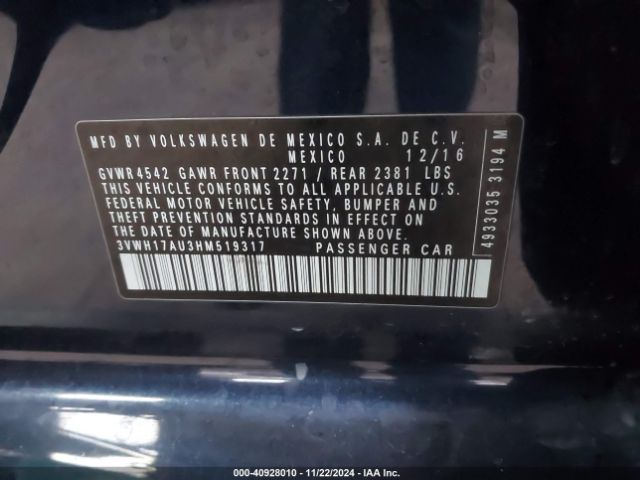 MFD BY VOLKSWAGEN DE MEXICO S.A. DE C.V.
MEXICO 12/16
GVWR 4542 GAWR FRONT 2271 / REAR 2381 LBS
THIS VEHICLE CONFORMS TO ALL APPLICABLE U.S.
FEDERAL MOTOR VEHICLE SAFETY, BUMPER AND
THEFT PREVENTION STANDARDS IN EFFECT ON
THE DATE OF MANUFACTURE SHOWN ABOVE.
3VWH17AU3HM519317 PASSENGER CAR
4933035 3194 M
000-40928010 - 11/22/2024 - IAA Inc.